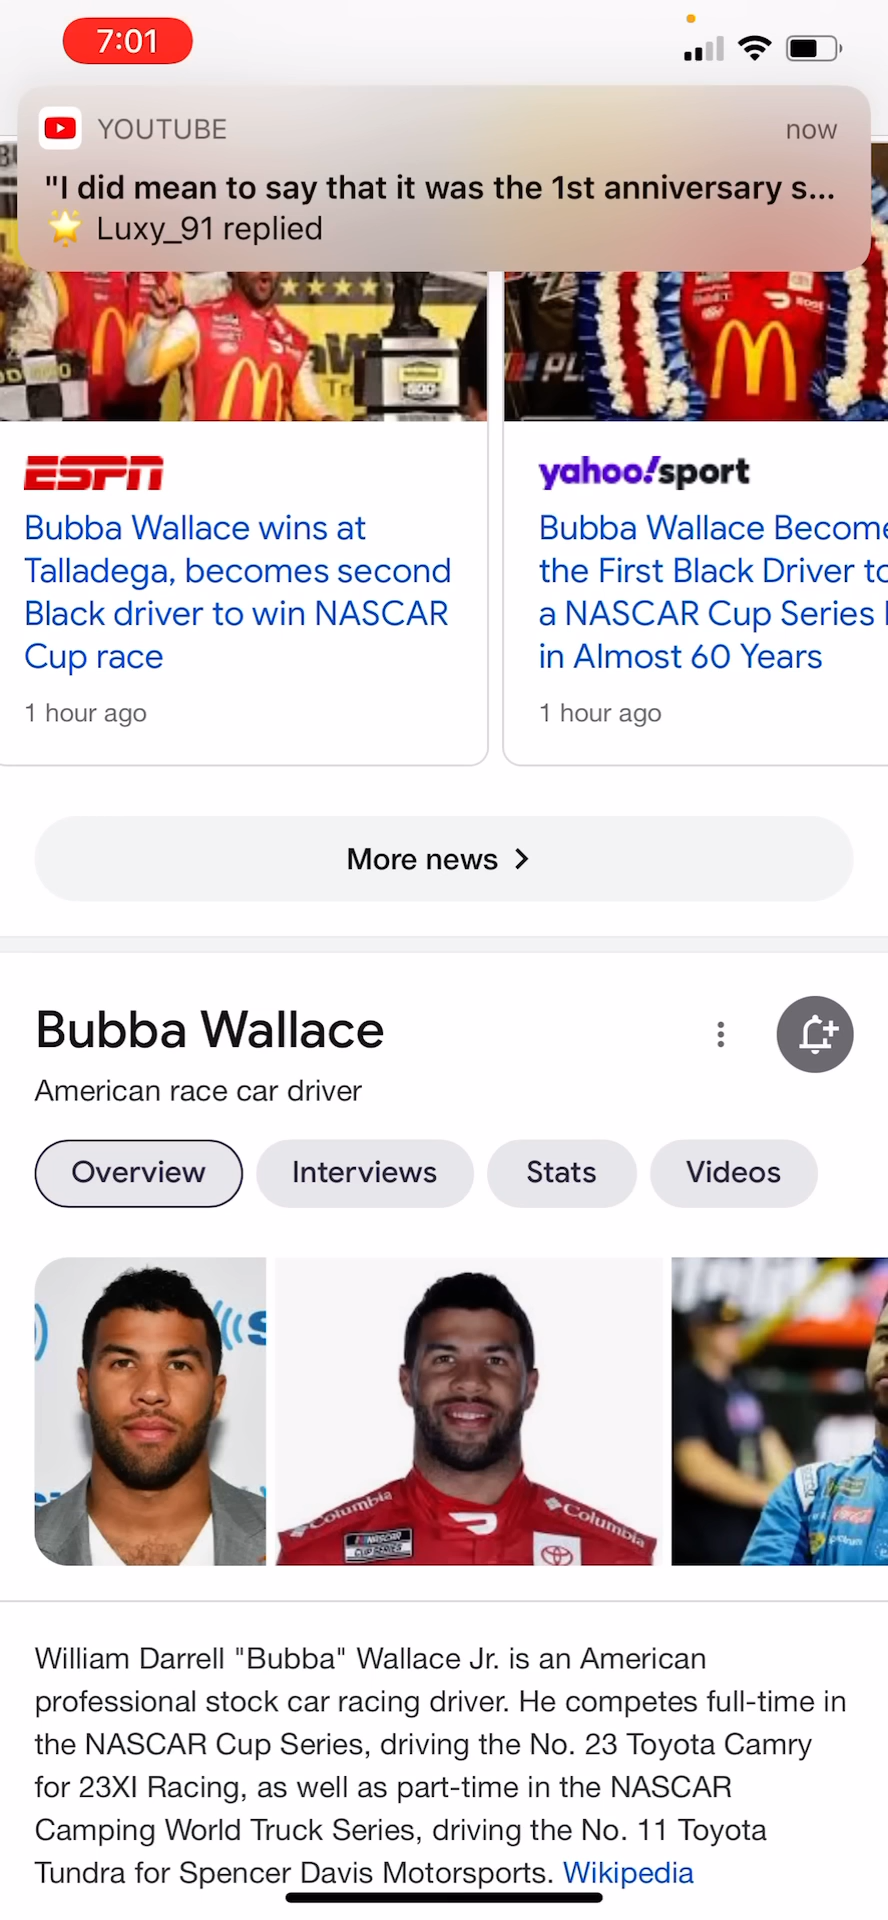 7:01
YOUTUBE
now
"I did mean to say that it was the 1st anniversary s...
🌟 Luxy_91 replied
500
ESPN
Bubba Wallace wins at
Talladega, becomes second
Black driver to win NASCAR
Cup race
1 hour ago
yahoo!sport
Bubba Wallace Become
the First Black Driver to
a NASCAR Cup Series
in Almost 60 Years
1 hour ago
More news >
Bubba Wallace
American race car driver
Overview
Interviews
Stats
Videos
Columbia
Columbia
NASCAR
CUP SERIES
William Darrell "Bubba" Wallace Jr. is an American
professional stock car racing driver. He competes full-time in
the NASCAR Cup Series, driving the No. 23 Toyota Camry
for 23XI Racing, as well as part-time in the NASCAR
Camping World Truck Series, driving the No. 11 Toyota
Tundra for Spencer Davis Motorsports. Wikipedia